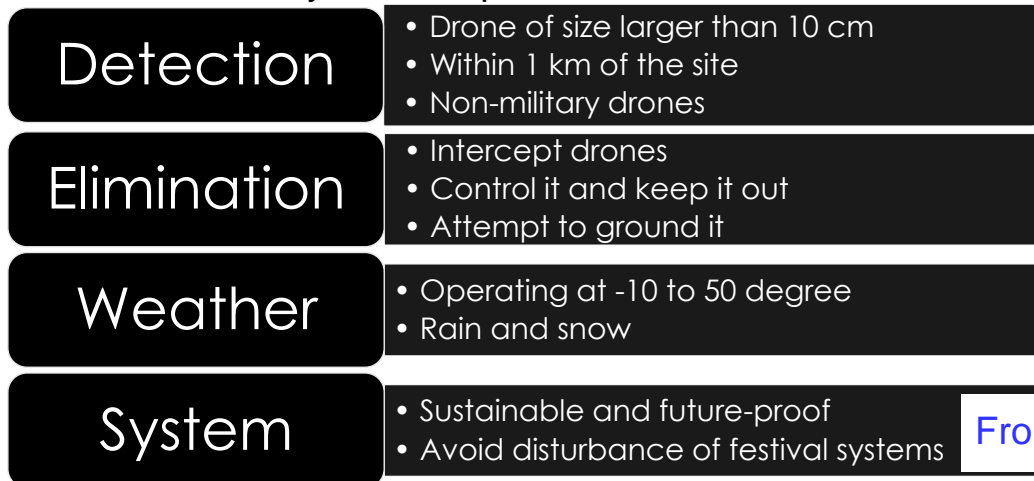 Detection
• Drone of size larger than 10 cm
• Within 1 km of the site
• Non-military drones
Elimination
• Intercept drones
• Control it and keep it out
• Attempt to ground it
Weather
• Operating at -10 to 50 degree
• Rain and snow
System
• Sustainable and future-proof
• Avoid disturbance of festival systems
Fro